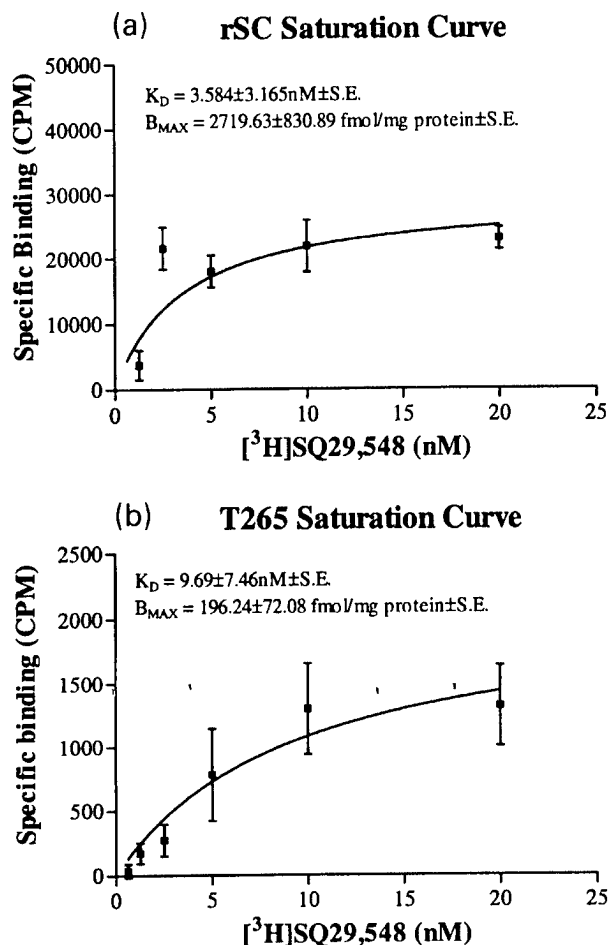 (a) rSC Saturation Curve
K_D = 3.584±3.165nM±S.E.
B_MAX = 2719.63±830.89 fmol/mg protein±S.E.
Specific Binding (CPM)
50000
40000
30000
20000
10000
0
0 5 10 15 20 25
[³H]SQ29,548 (nM)
(b) T265 Saturation Curve
K_D = 9.69±7.46nM±S.E.
B_MAX = 196.24±72.08 fmol/mg protein±S.E.
Specific binding (CPM)
2500
2000
1500
1000
500
0
0 5 10 15 20 25
[³H]SQ29,548 (nM)